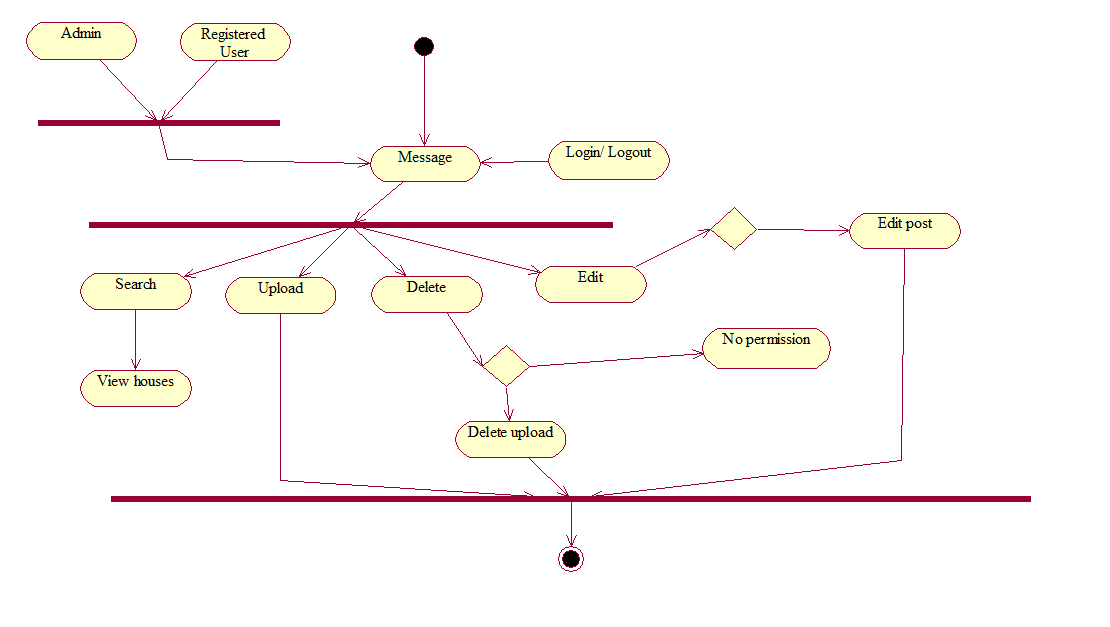 Admin
Registered
User
Message
Login/ Logout
Edit post
Search
Upload
Delete
Edit
No permission
View houses
Delete upload